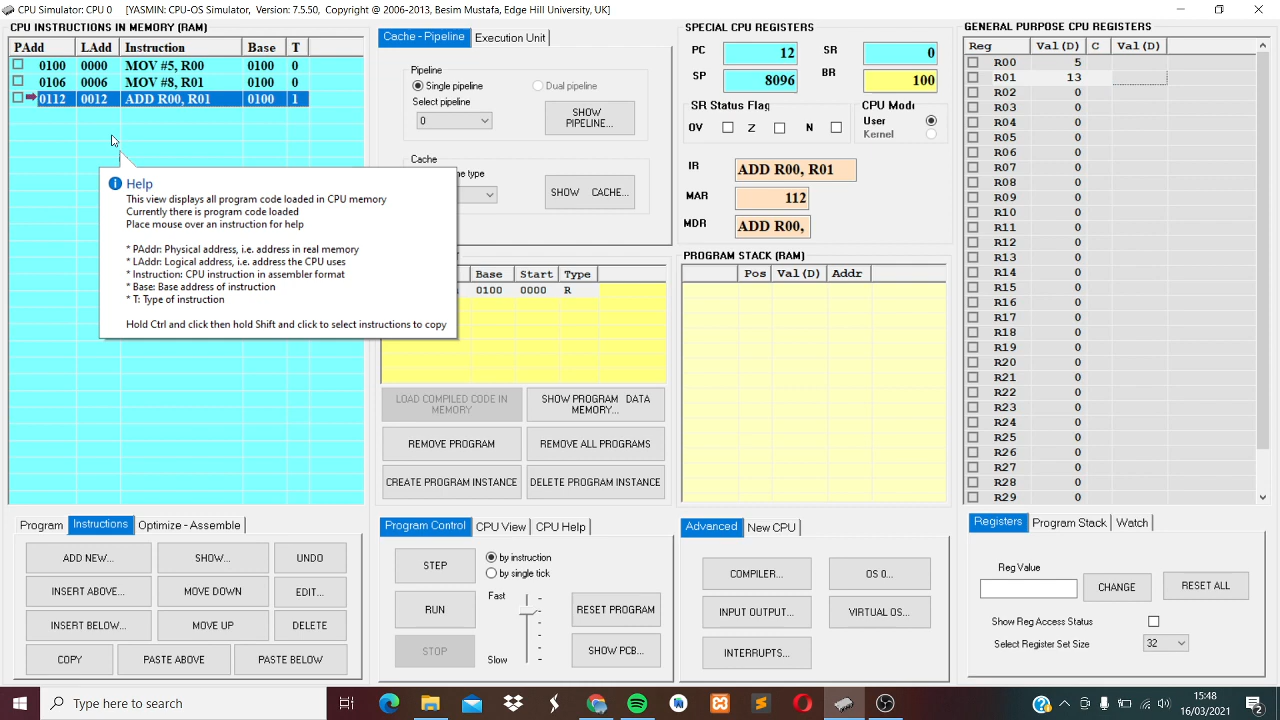 CPU Simulator: CPU 0 [YASMIN: CPU-OS Simulator, Version: 7.5.50, Copyright © 2006-2013, Besim Mustafa, Edge Hill University, UK]
CPU INSTRUCTIONS IN MEMORY (RAM)
PAdd LAdd Instruction Base T
0100 0000 MOV #5, R00 0100 0
0106 0006 MOV #8, R01 0100 0
0112 0012 ADD R00, R01 0100 1
Help
This view displays all program code loaded in CPU memory
Currently there is program code loaded
Place mouse over an instruction for help
* PAddr: Physical address, i.e. address in real memory
* LAddr: Logical address, i.e. address the CPU uses
* Instruction: CPU instruction in assembler format
* Base: Base address of instruction
* T: Type of instruction
Hold Ctrl and click then hold Shift and click to select instructions to copy
Program Instructions Optimize - Assemble
ADD NEW... SHOW... UNDO
INSERT ABOVE... MOVE DOWN EDIT...
INSERT BELOW... MOVE UP DELETE
COPY PASTE ABOVE PASTE BELOW
Cache - Pipeline Execution Unit
Pipeline
Single pipeline Dual pipeline
Select pipeline
0
SHOW
PIPELINE...
Cache
type
SHOW CACHE...
Base Start Type
0100 0000 R
LOAD COMPILED CODE IN
MEMORY
SHOW PROGRAM DATA
MEMORY...
REMOVE PROGRAM REMOVE ALL PROGRAMS
CREATE PROGRAM INSTANCE DELETE PROGRAM INSTANCE
Program Control CPU View CPU Help
STEP by instruction
by single tick
RUN Fast RESET PROGRAM
STOP Slow SHOW PCB...
SPECIAL CPU REGISTERS
PC 12 SR 0
SP 8096 BR 100
SR Status Flag CPU Mode
OV Z N User
Kernel
IR ADD R00, R01
MAR 112
MDR ADD R00,
PROGRAM STACK (RAM)
Pos Val (D) Addr
Advanced New CPU
COMPILER... OS 0...
INPUT OUTPUT... VIRTUAL OS...
INTERRUPTS...
GENERAL PURPOSE CPU REGISTERS
Reg Val (D) C Val (D)
R00 5
R01 13
R02 0
R03 0
R04 0
R05 0
R06 0
R07 0
R08 0
R09 0
R10 0
R11 0
R12 0
R13 0
R14 0
R15 0
R16 0
R17 0
R18 0
R19 0
R20 0
R21 0
R22 0
R23 0
R24 0
R25 0
R26 0
R27 0
R28 0
R29 0
Registers Program Stack Watch
Reg Value
CHANGE RESET ALL
Show Reg Access Status
Select Register Set Size 32
Type here to search
15:48
16/03/2021